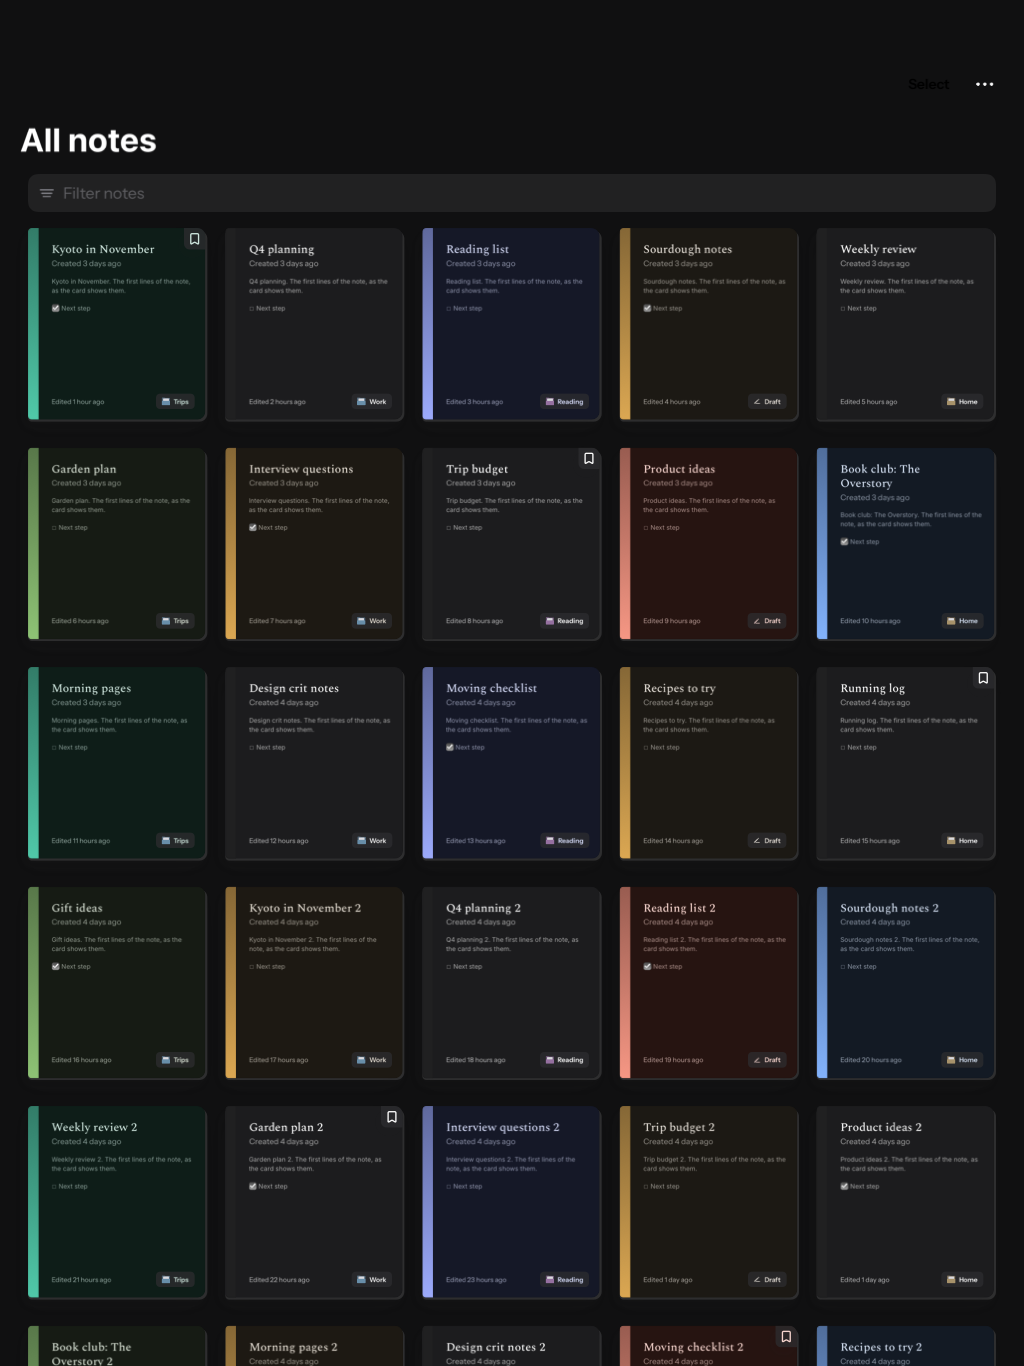 Select
All notes
Filter notes
Kyoto in November
Created 3 days ago
Kyoto in November. The first lines of the note,
as the card shows them.
Next step
Edited 1 hour ago
Trips
Q4 planning
Created 3 days ago
Q4 planning. The first lines of the note, as the
card shows them.
Next step
Edited 2 hours ago
Work
Reading list
Created 3 days ago
Reading list. The first lines of the note, as the
card shows them.
Next step
Edited 3 hours ago
Reading
Sourdough notes
Created 3 days ago
Sourdough notes. The first lines of the note, as
the card shows them.
Next step
Edited 4 hours ago
Draft
Weekly review
Created 3 days ago
Weekly review. The first lines of the note, as
the card shows them.
Next step
Edited 5 hours ago
Home
Garden plan
Created 3 days ago
Garden plan. The first lines of the note, as the
card shows them.
Next step
Edited 6 hours ago
Trips
Interview questions
Created 3 days ago
Interview questions. The first lines of the note,
as the card shows them.
Next step
Edited 7 hours ago
Work
Trip budget
Created 3 days ago
Trip budget. The first lines of the note, as the
card shows them.
Next step
Edited 8 hours ago
Reading
Product ideas
Created 3 days ago
Product ideas. The first lines of the note, as
the card shows them.
Next step
Edited 9 hours ago
Draft
Book club: The
Overstory
Created 3 days ago
Book club: The Overstory. The first lines of the
note, as the card shows them.
Next step
Edited 10 hours ago
Home
Morning pages
Created 3 days ago
Morning pages. The first lines of the note, as
the card shows them.
Next step
Edited 11 hours ago
Trips
Design crit notes
Created 4 days ago
Design crit notes. The first lines of the note, as
the card shows them.
Next step
Edited 12 hours ago
Work
Moving checklist
Created 4 days ago
Moving checklist. The first lines of the note, as
the card shows them.
Next step
Edited 13 hours ago
Reading
Recipes to try
Created 4 days ago
Recipes to try. The first lines of the note, as the
card shows them.
Next step
Edited 14 hours ago
Draft
Running log
Created 4 days ago
Running log. The first lines of the note, as the
card shows them.
Next step
Edited 15 hours ago
Home
Gift ideas
Created 4 days ago
Gift ideas. The first lines of the note, as the
card shows them.
Next step
Edited 16 hours ago
Trips
Kyoto in November 2
Created 4 days ago
Kyoto in November 2. The first lines of the
note, as the card shows them.
Next step
Edited 17 hours ago
Work
Q4 planning 2
Created 4 days ago
Q4 planning 2. The first lines of the note, as
the card shows them.
Next step
Edited 18 hours ago
Reading
Reading list 2
Created 4 days ago
Reading list 2. The first lines of the note, as the
card shows them.
Next step
Edited 19 hours ago
Draft
Sourdough notes 2
Created 4 days ago
Sourdough notes 2. The first lines of the note,
as the card shows them.
Next step
Edited 20 hours ago
Home
Weekly review 2
Created 4 days ago
Weekly review 2. The first lines of the note, as
the card shows them.
Next step
Edited 21 hours ago
Trips
Garden plan 2
Created 4 days ago
Garden plan 2. The first lines of the note, as
the card shows them.
Next step
Edited 22 hours ago
Work
Interview questions 2
Created 4 days ago
Interview questions 2. The first lines of the
note, as the card shows them.
Next step
Edited 23 hours ago
Reading
Trip budget 2
Created 4 days ago
Trip budget 2. The first lines of the note, as the
card shows them.
Next step
Edited 1 day ago
Draft
Product ideas 2
Created 4 days ago
Product ideas 2. The first lines of the note, as
the card shows them.
Next step
Edited 1 day ago
Home
Book club: The
Overstory 2
Morning pages 2
Created 4 days ago
Design crit notes 2
Created 4 days ago
Moving checklist 2
Created 4 days ago
Recipes to try 2
Created 4 days ago